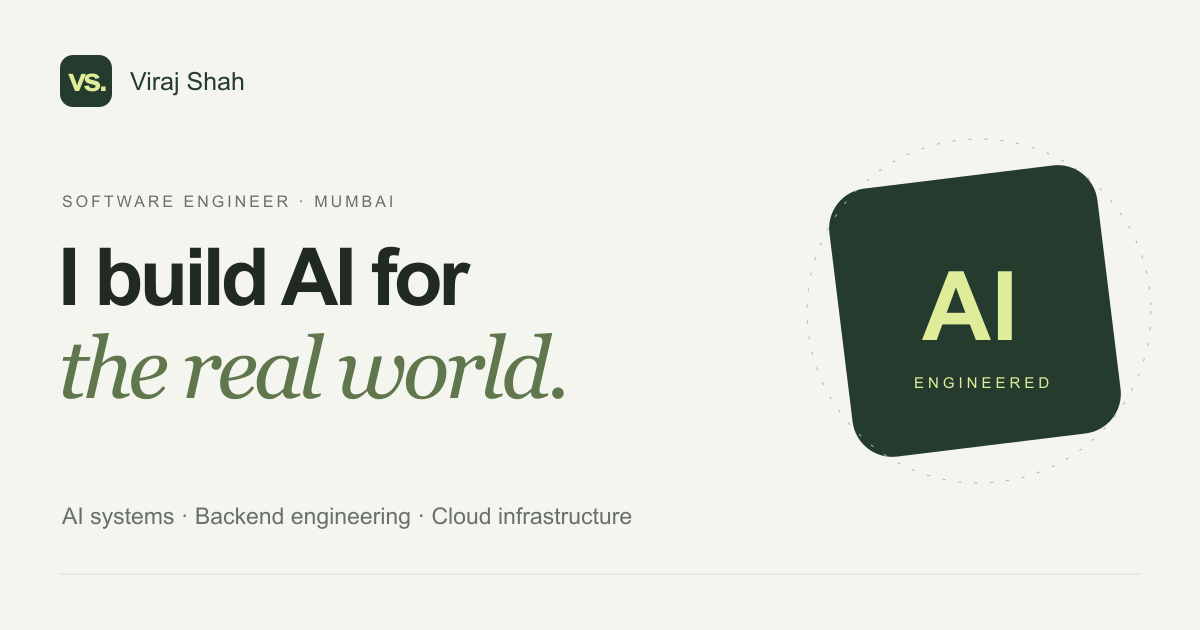 vs.
Viraj Shah
SOFTWARE ENGINEER · MUMBAI
I build AI for
the real world.
AI
ENGINEERED
AI systems · Backend engineering · Cloud infrastructure